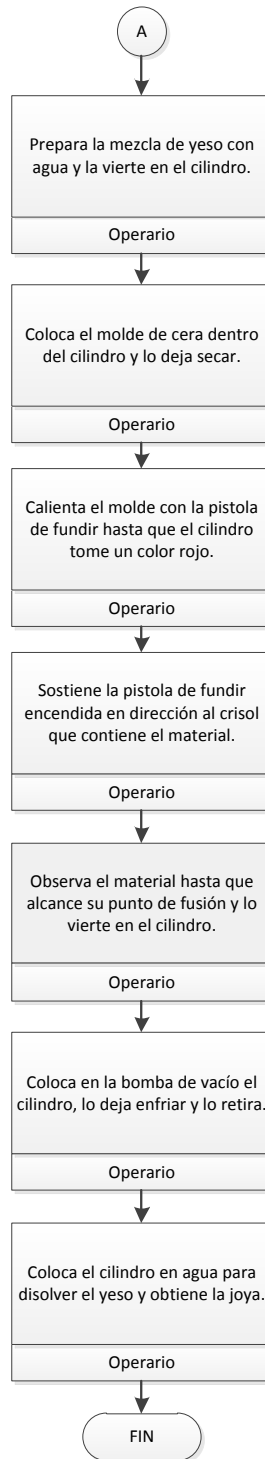 A
Prepara la mezcla de yeso con
agua y la vierte en el cilindro.
Operario
Coloca el molde de cera dentro
del cilindro y lo deja secar.
Operario
Calienta el molde con la pistola
de fundir hasta que el cilindro
tome un color rojo.
Operario
Sostiene la pistola de fundir
encendida en dirección al crisol
que contiene el material.
Operario
Observa el material hasta que
alcance su punto de fusión y lo
vierte en el cilindro.
Operario
Coloca en la bomba de vacío el
cilindro, lo deja enfriar y lo retira.
Operario
Coloca el cilindro en agua para
disolver el yeso y obtiene la joya.
Operario
FIN